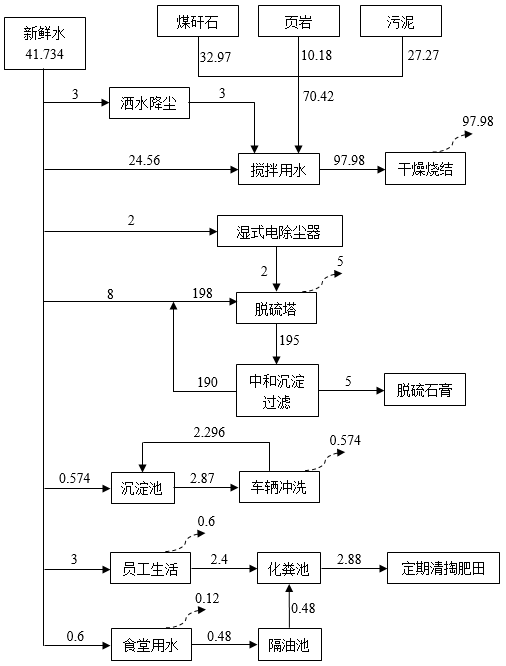 新鲜水
41.734
煤矸石
页岩
污泥
32.97
10.18
27.27
3
洒水降尘
3
70.42
97.98
24.56
搅拌用水
97.98
干燥烧结
2
湿式电除尘器
2
5
8
198
脱硫塔
195
190
中和沉淀
过滤
5
脱硫石膏
2.296
0.574
0.574
沉淀池
2.87
车辆冲洗
0.6
3
员工生活
2.4
化粪池
2.88
定期清掏肥田
0.12
0.48
0.6
食堂用水
0.48
隔油池